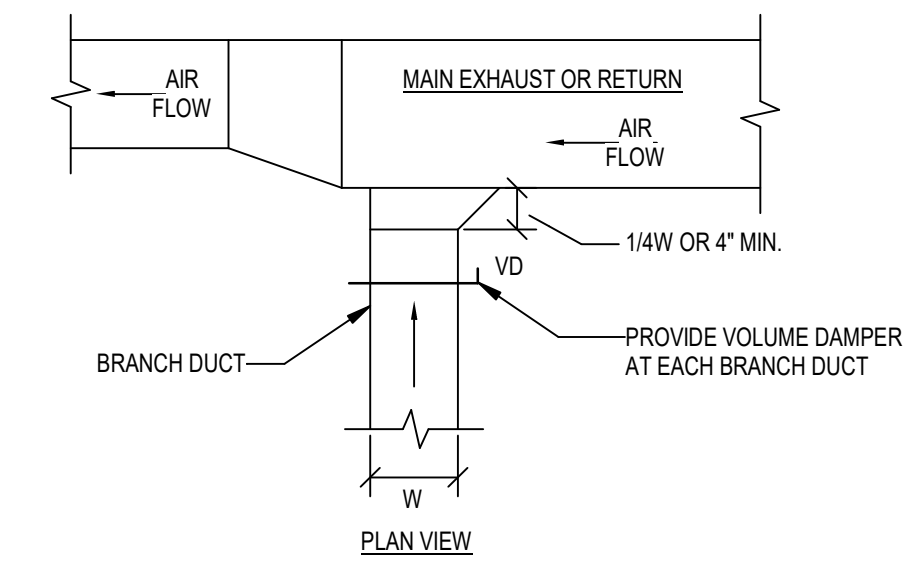 AIR
FLOW
MAIN EXHAUST OR RETURN
AIR
FLOW
1/4W OR 4" MIN.
VD
BRANCH DUCT
PROVIDE VOLUME DAMPER
AT EACH BRANCH DUCT
W
PLAN VIEW